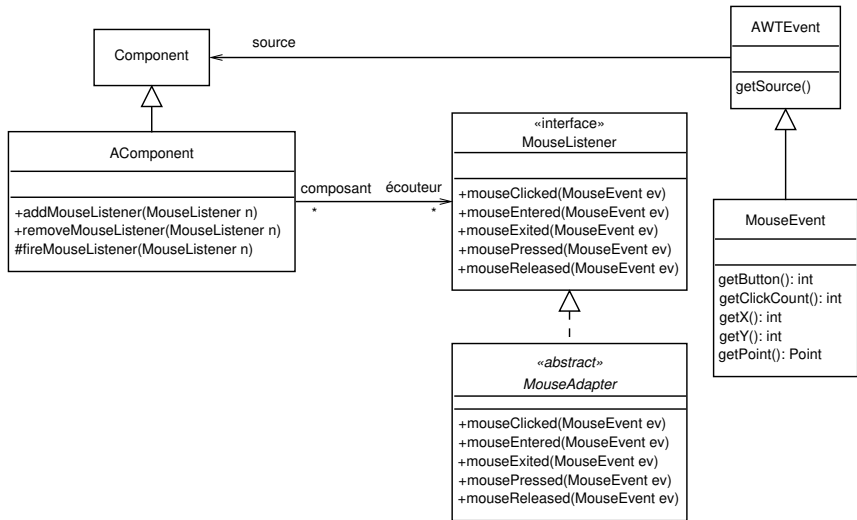 Component
source
AWTEvent
getSource()
AComponent
+addMouseListener(MouseListener n)
+removeMouseListener(MouseListener n)
#fireMouseListener(MouseListener n)
composant
écouteur
*
*
«interface»
MouseListener
+mouseClicked(MouseEvent ev)
+mouseEntered(MouseEvent ev)
+mouseExited(MouseEvent ev)
+mousePressed(MouseEvent ev)
+mouseReleased(MouseEvent ev)
MouseEvent
getButton(): int
getClickCount(): int
getX(): int
getY(): int
getPoint(): Point
«abstract»
MouseAdapter
+mouseClicked(MouseEvent ev)
+mouseEntered(MouseEvent ev)
+mouseExited(MouseEvent ev)
+mousePressed(MouseEvent ev)
+mouseReleased(MouseEvent ev)